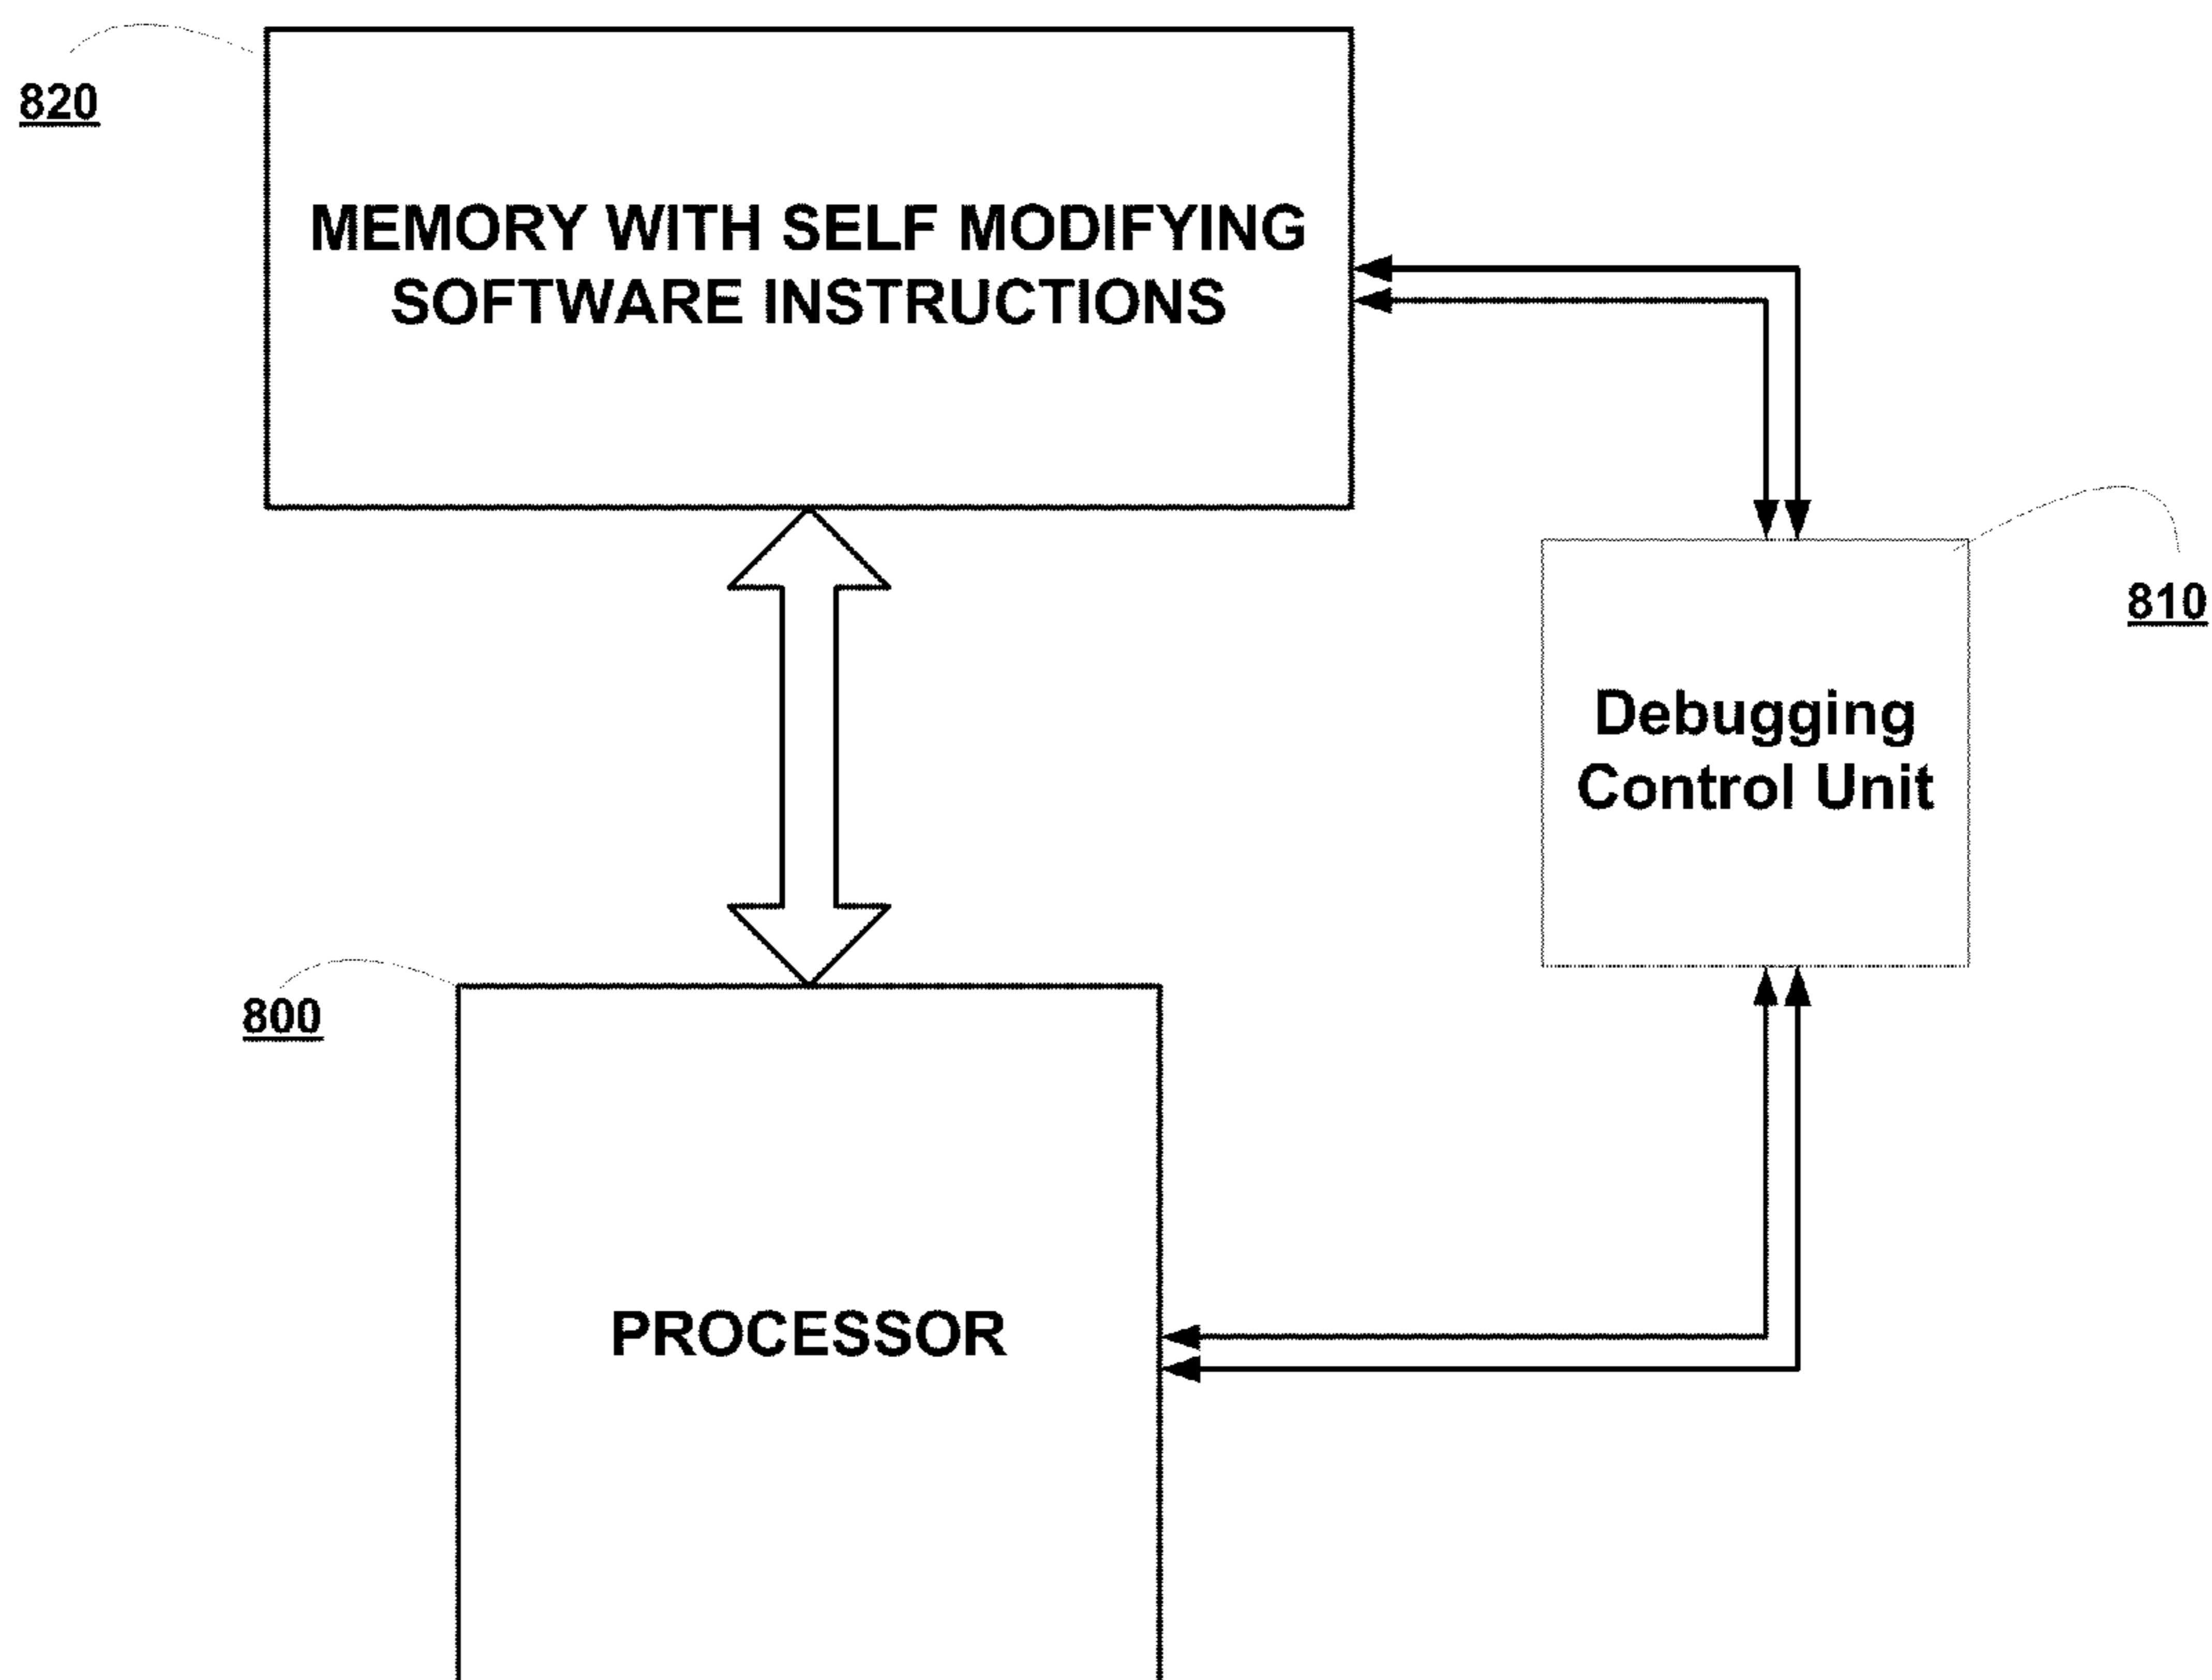 820
MEMORY WITH SELF MODIFYING
SOFTWARE INSTRUCTIONS
810
Debugging
Control Unit
800
PROCESSOR